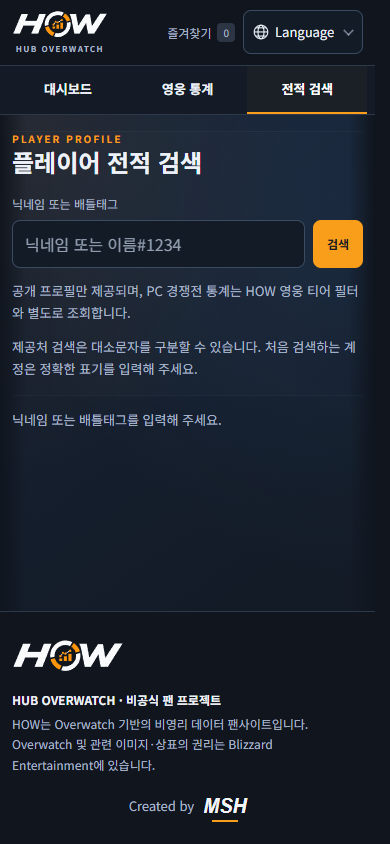 HOW
HUB OVERWATCH
즐겨찾기 0
Language
대시보드
영웅 통계
전적 검색
PLAYER PROFILE
플레이어 전적 검색
닉네임 또는 배틀태그
닉네임 또는 이름#1234
검색
공개 프로필만 제공되며, PC 경쟁전 통계는 HOW 영웅 티어 필터
와 별도로 조회합니다.
제공처 검색은 대소문자를 구분할 수 있습니다. 처음 검색하는 계
정은 정확한 표기를 입력해 주세요.
닉네임 또는 배틀태그를 입력해 주세요.
HOW
HUB OVERWATCH · 비공식 팬 프로젝트
HOW는 Overwatch 기반의 비영리 데이터 팬사이트입니다.
Overwatch 및 관련 이미지·상표의 권리는 Blizzard
Entertainment에 있습니다.
Created by MSH